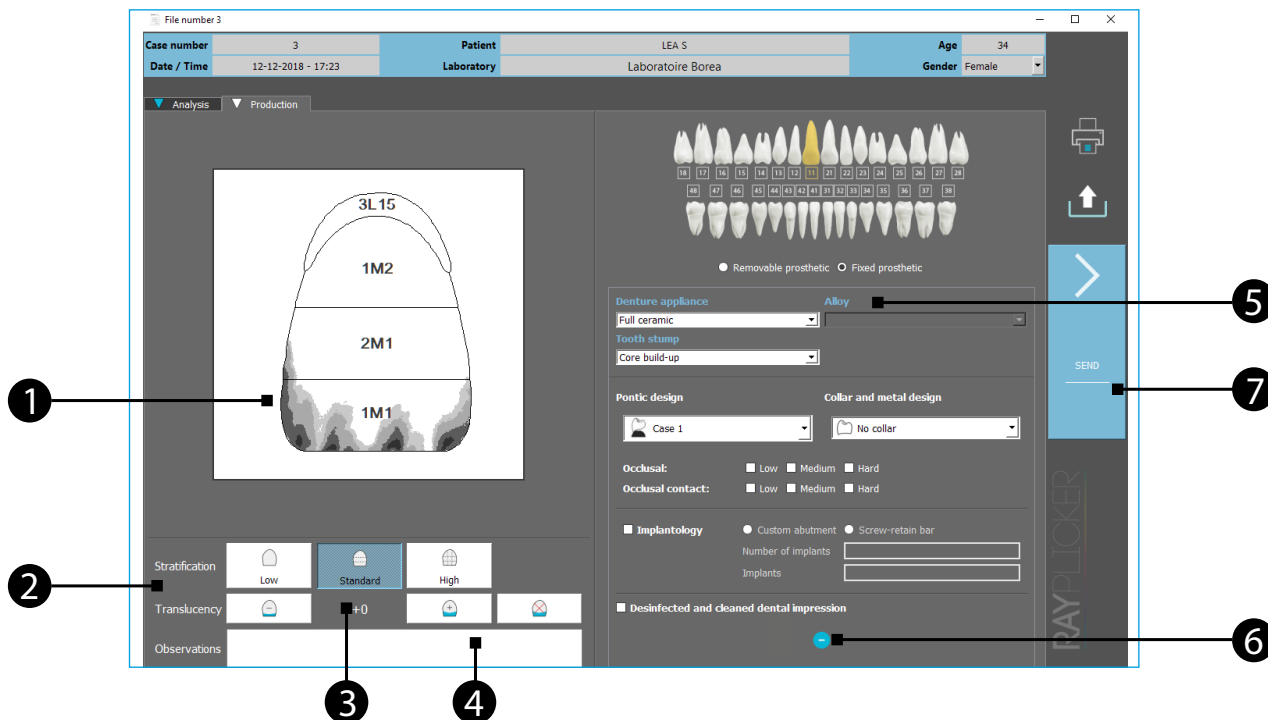 File number 3
Case number 3 Patient LEA S Age 34
Date / Time 12-12-2018 - 17:23 Laboratory Laboratoire Borea Gender Female
Analysis Production
3L15
1M2
2M1
1M1
18 17 16 15 14 13 12 11 21 22 23 24 25 26 27 28
48 47 46 45 44 43 42 41 31 32 33 34 35 36 37 38
Removable prosthetic Fixed prosthetic
Denture appliance Alloy
Full ceramic
Tooth stump
Core build-up
Pontic design Collar and metal design
Case 1 No collar
Occlusal: Low Medium Hard
Occlusal contact: Low Medium Hard
Implantology Custom abutment Screw-retain bar
Number of implants
Implants
Desinfected and cleaned dental impression
Stratification Low Standard High
Translucency +0
Observations
SEND
RAYPLICKER
1
2
3
4
5
6
7